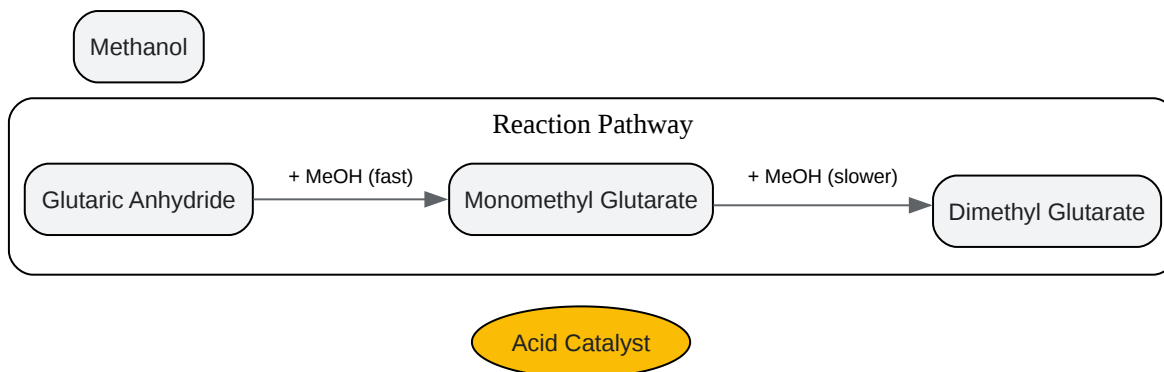 Methanol
Reaction Pathway
+ MeOH (fast)
+ MeOH (slower)
Glutaric Anhydride
Monomethyl Glutarate
Dimethyl Glutarate
Acid Catalyst